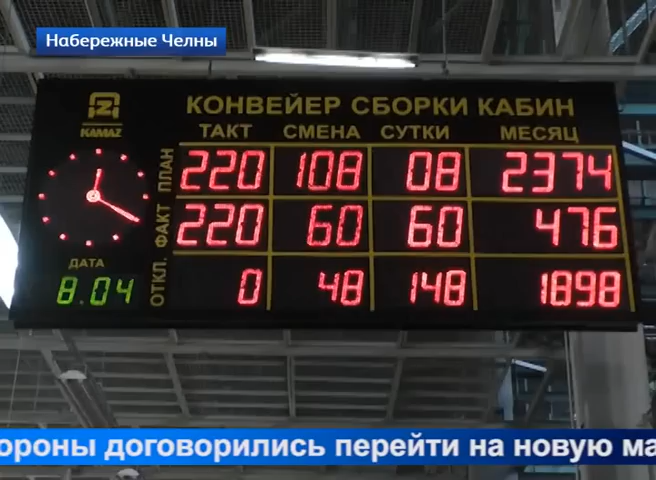 Набережные Челны
КАМАZ
КОНВЕЙЕР СБОРКИ КАБИН
ТАКТ СМЕНА СУТКИ МЕСЯЦ
ПЛАН 220 108 08 2374
ФАКТ 220 60 60 476
ОТКЛ. 0 48 148 1898
ДАТА
8.04
ороны договорились перейти на новую ма